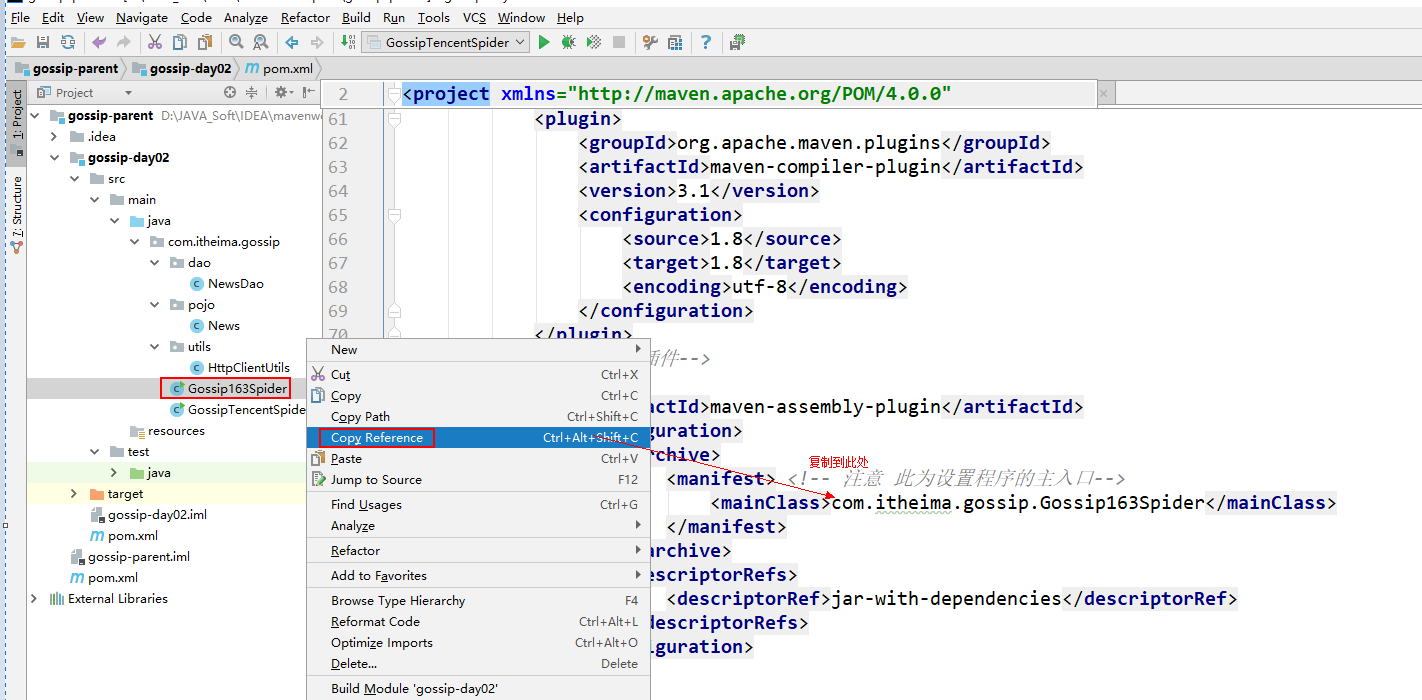 File Edit View Navigate Code Analyze Refactor Build Run Tools VCS Window Help
GossipTencentSpider
gossip-parent gossip-day02 pom.xml
1: Project
7: Structure
Project
gossip-parent D:\JAVA_Soft\IDEA\mavenw
.idea
gossip-day02
src
main
java
com.itheima.gossip
dao
NewsDao
pojo
News
utils
HttpClientUtils
Gossip163Spider
GossipTencentSpide
resources
test
java
target
gossip-day02.iml
pom.xml
gossip-parent.iml
pom.xml
External Libraries
2 <project xmlns="http://maven.apache.org/POM/4.0.0"
61 <plugin>
62 <groupId>org.apache.maven.plugins</groupId>
63 <artifactId>maven-compiler-plugin</artifactId>
64 <version>3.1</version>
65 <configuration>
66 <source>1.8</source>
67 <target>1.8</target>
68 <encoding>utf-8</encoding>
69 </configuration>
70 </plugin>
插件-->
actId>maven-assembly-plugin</artifactId>
guration>
rchive>
复制到此处
<manifest> <!-- 注意 此为设置程序的主入口-->
<mainClass>com.itheima.gossip.Gossip163Spider</mainClass>
</manifest>
archive>
escriptorRefs>
<descriptorRef>jar-with-dependencies</descriptorRef>
descriptorRefs>
iguration>
New
Cut Ctrl+X
Copy Ctrl+C
Copy Path Ctrl+Shift+C
Copy Reference Ctrl+Alt+Shift+C
Paste Ctrl+V
Jump to Source F12
Find Usages Ctrl+G
Analyze
Refactor
Add to Favorites
Browse Type Hierarchy F4
Reformat Code Ctrl+Alt+L
Optimize Imports Ctrl+Alt+O
Delete... Delete
Build Module 'gossip-day02'